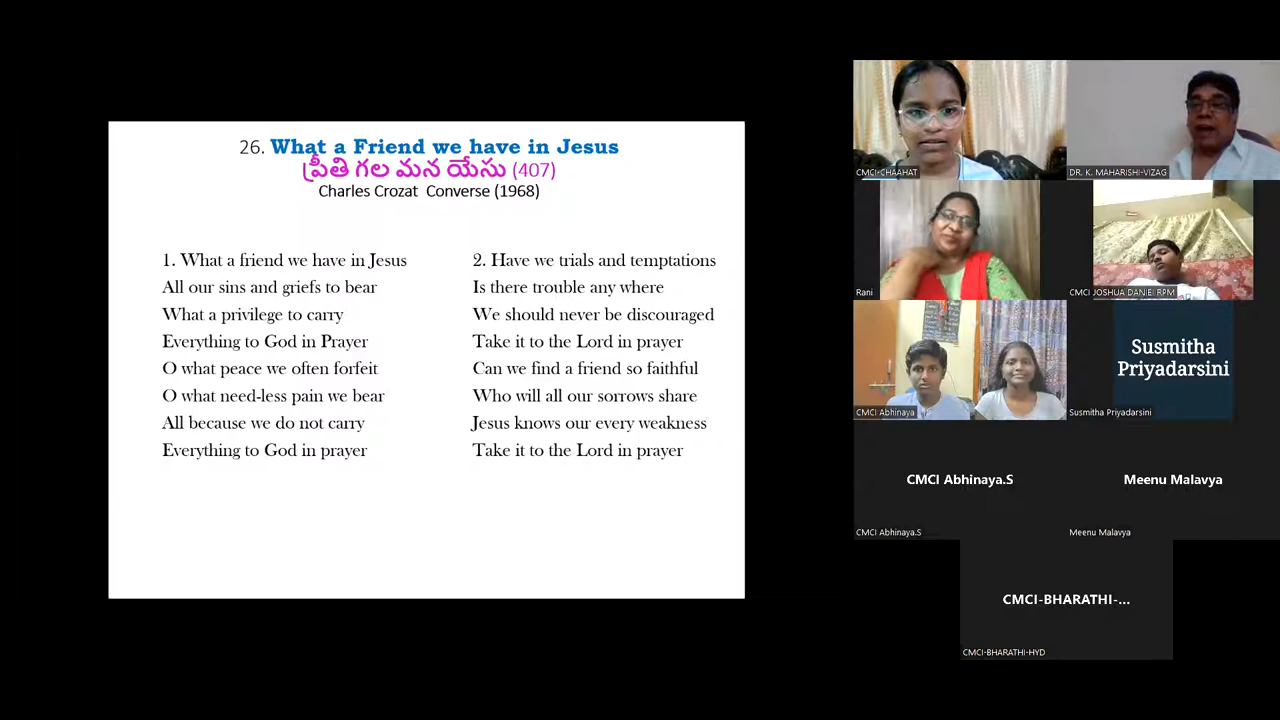 26. What a Friend we have in Jesus
ప్రీతి గల మన యేసు (407)
Charles Crozat Converse (1968)
1. What a friend we have in Jesus
All our sins and griefs to bear
What a privilege to carry
Everything to God in Prayer
O what peace we often forfeit
O what need-less pain we bear
All because we do not carry
Everything to God in prayer
2. Have we trials and temptations
Is there trouble any where
We should never be discouraged
Take it to the Lord in prayer
Can we find a friend so faithful
Who will all our sorrows share
Jesus knows our every weakness
Take it to the Lord in prayer
CMCI-CHAAHAT
DR. K. MAHARISHI-VIZAG
Rani
CMCI JOSHUA DANIEL RPM
CMCI Abhinaya
Susmitha
Priyadarsini
Susmitha Priyadarsini
CMCI Abhinaya.S
CMCI Abhinaya.S
Meenu Malavya
Meenu Malavya
CMCI-BHARATHI-...
CMCI-BHARATHI-HYD